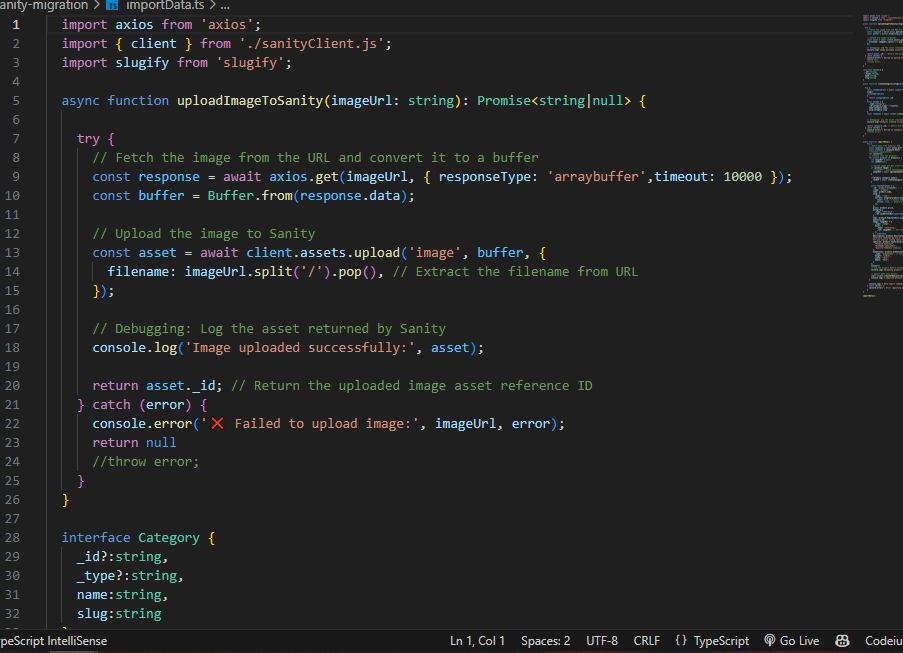 anity-migration > TS importData.ts > ...
1 import axios from 'axios';
2 import { client } from './sanityClient.js';
3 import slugify from 'slugify';
4
5 async function uploadImageToSanity(imageUrl: string): Promise<string|null> {
6
7   try {
8     // Fetch the image from the URL and convert it to a buffer
9     const response = await axios.get(imageUrl, { responseType: 'arraybuffer',timeout: 10000 });
10     const buffer = Buffer.from(response.data);
11
12     // Upload the image to Sanity
13     const asset = await client.assets.upload('image', buffer, {
14       filename: imageUrl.split('/').pop(), // Extract the filename from URL
15     });
16
17     // Debugging: Log the asset returned by Sanity
18     console.log('Image uploaded successfully:', asset);
19
20     return asset._id; // Return the uploaded image asset reference ID
21   } catch (error) {
22     console.error('❌ Failed to upload image:', imageUrl, error);
23     return null
24     //throw error;
25   }
26 }
27
28 interface Category {
29   _id?:string,
30   _type?:string,
31   name:string,
32   slug:string
peScript IntelliSense Ln 1, Col 1 Spaces: 2 UTF-8 CRLF {} TypeScript Go Live Codeiu